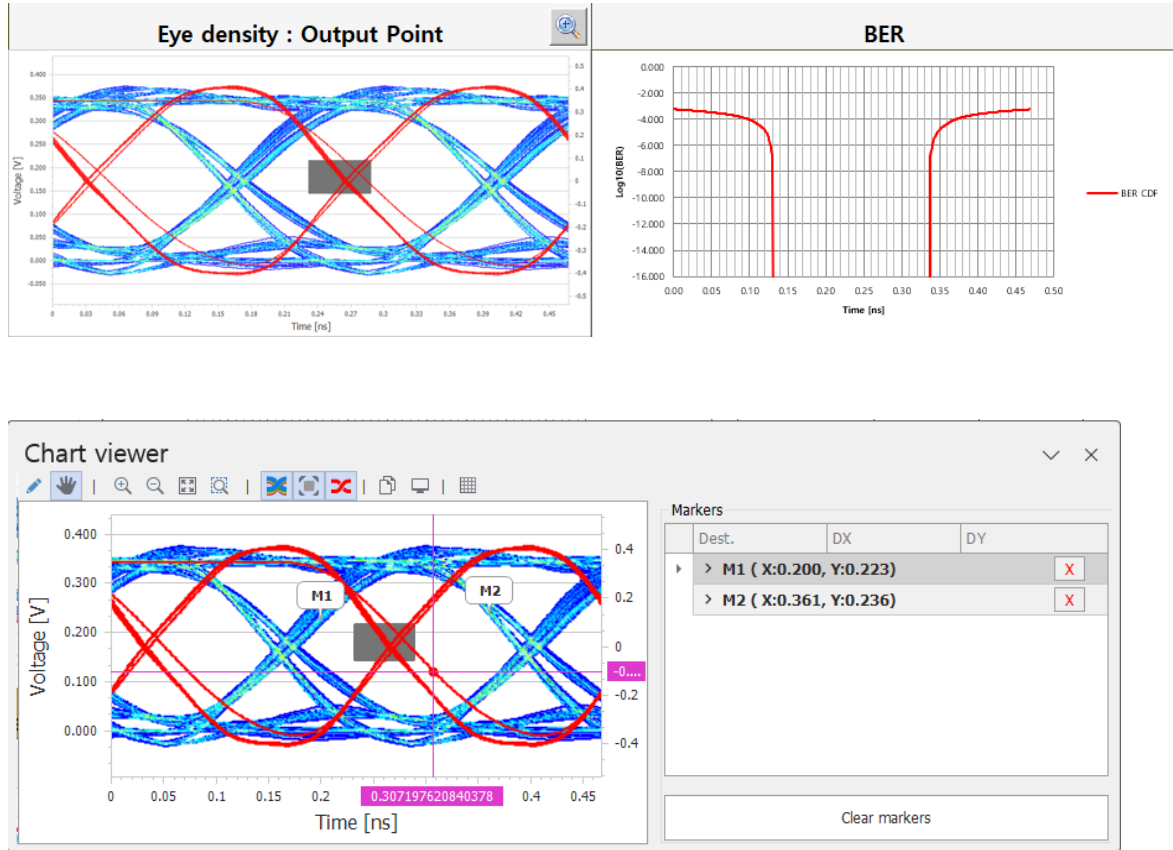 Eye density : Output Point
BER
0.400
0.350
0.300
0.250
0.200
0.150
0.100
0.050
0.000
-0.050
Voltage [V]
0.5
0.4
0.3
0.2
0.1
0
-0.1
-0.2
-0.3
-0.4
-0.5
0 0.03 0.06 0.09 0.12 0.15 0.18 0.21 0.24 0.27 0.3 0.33 0.36 0.39 0.42 0.45
Time [ns]
0.000
-2.000
-4.000
-6.000
-8.000
-10.000
-12.000
-14.000
-16.000
Log10(BER)
0.00 0.05 0.10 0.15 0.20 0.25 0.30 0.35 0.40 0.45 0.50
Time [ns]
BER CDF
Chart viewer
0.400
0.300
0.200
0.100
0.000
Voltage [V]
M1
M2
0.4
0.2
0
-0....
-0.2
-0.4
0 0.05 0.1 0.15 0.2 0.307197620840378 0.4 0.45
Time [ns]
Markers
Dest. DX DY
M1 ( X:0.200, Y:0.223) X
M2 ( X:0.361, Y:0.236) X
Clear markers